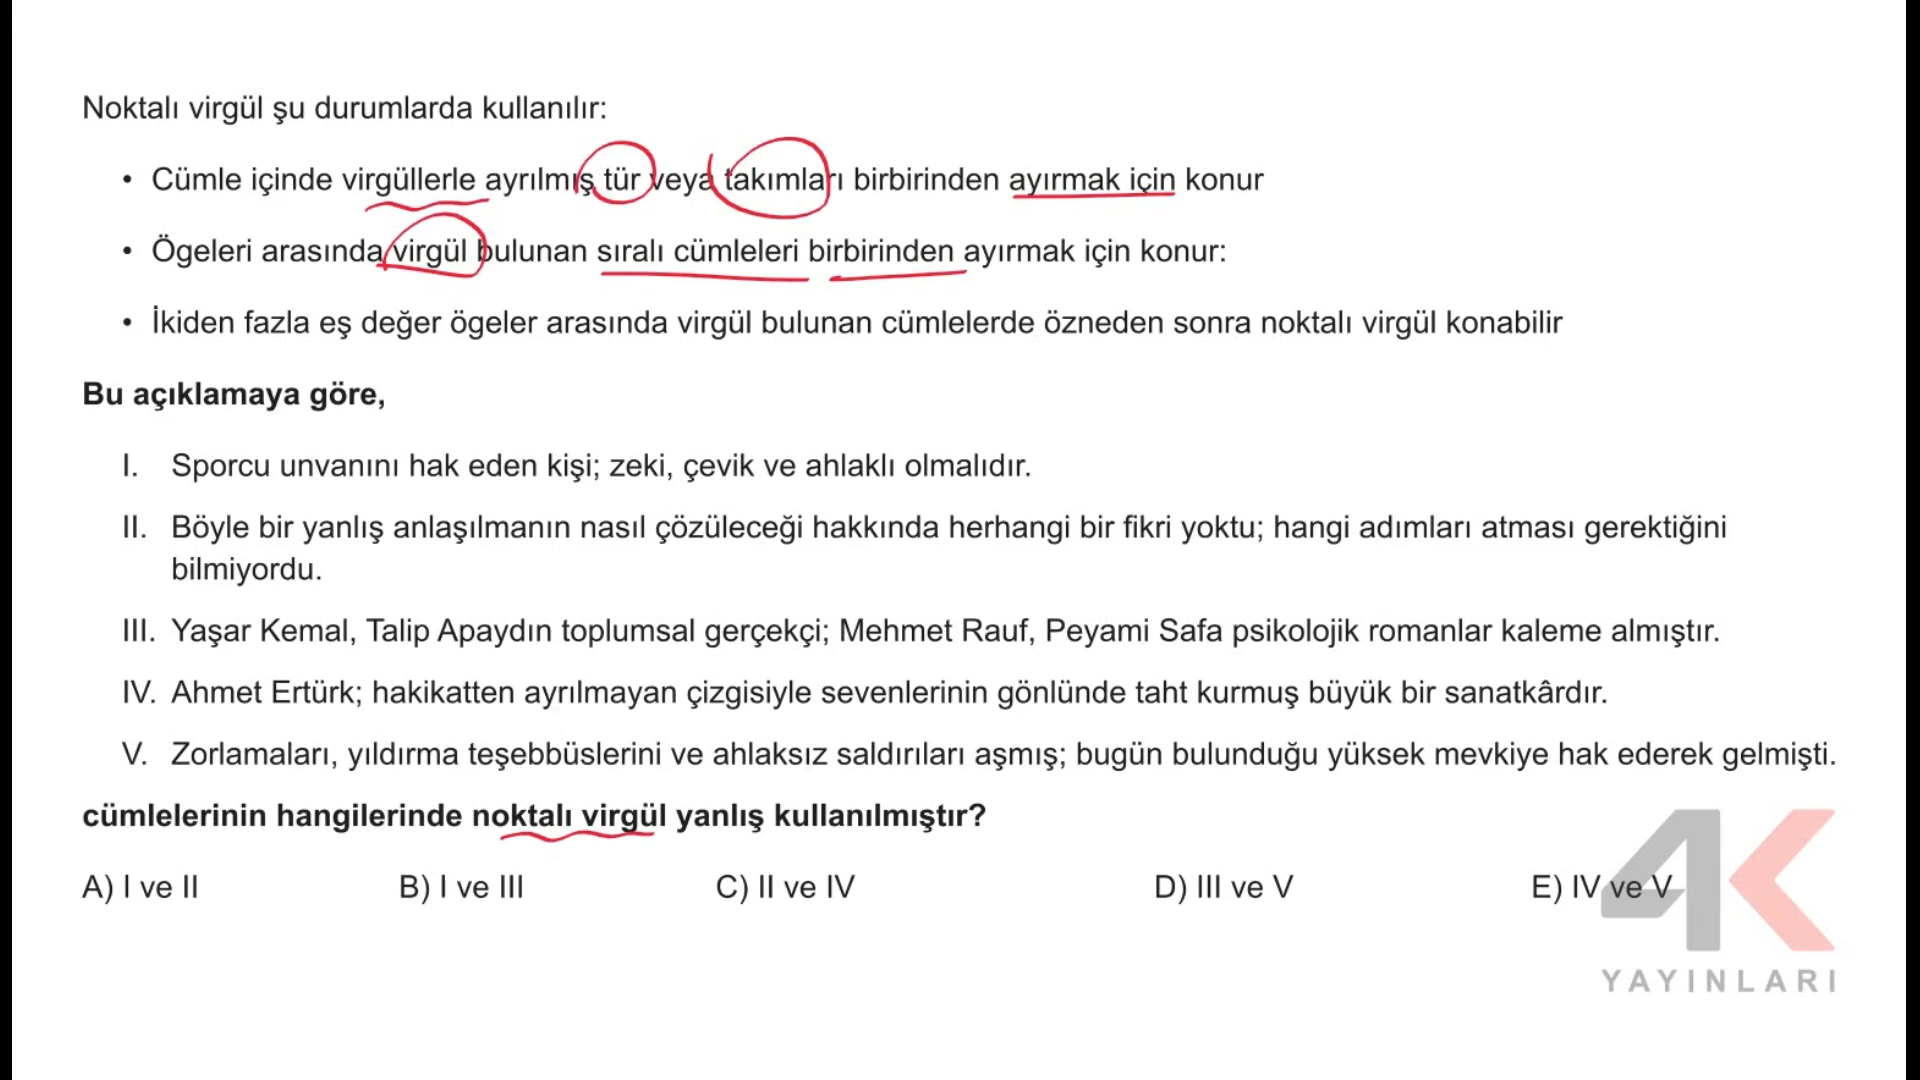 Noktalı virgül şu durumlarda kullanılır:
• Cümle içinde virgüllerle ayrılmış tür veya takımları birbirinden ayırmak için konur
• Ögeleri arasında virgül bulunan sıralı cümleleri birbirinden ayırmak için konur:
• İkiden fazla eş değer ögeler arasında virgül bulunan cümlelerde özneden sonra noktalı virgül konabilir
Bu açıklamaya göre,
I. Sporcu unvanını hak eden kişi; zeki, çevik ve ahlaklı olmalıdır.
II. Böyle bir yanlış anlaşılmanın nasıl çözüleceği hakkında herhangi bir fikri yoktu; hangi adımları atması gerektiğini
bilmiyordu.
III. Yaşar Kemal, Talip Apaydın toplumsal gerçekçi; Mehmet Rauf, Peyami Safa psikolojik romanlar kaleme almıştır.
IV. Ahmet Ertürk; hakikatten ayrılmayan çizgisiyle sevenlerinin gönlünde taht kurmuş büyük bir sanatkârdır.
V. Zorlamaları, yıldırma teşebbüslerini ve ahlaksız saldırıları aşmış; bugün bulunduğu yüksek mevkiye hak ederek gelmişti.
cümlelerinin hangilerinde noktalı virgül yanlış kullanılmıştır?
A) I ve II B) I ve III C) II ve IV D) III ve V E) IV ve V
4K
YAYINLARI